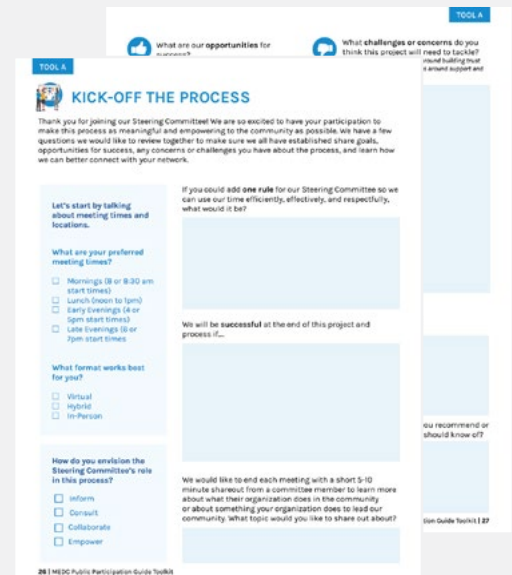 TOOL A
What are our opportunities for
success?
What challenges or concerns do you
think this project will need to tackle?
around building trust
s around support and
TOOL A
KICK-OFF THE PROCESS
Thank you for joining our Steering Committee! We are so excited to have your participation to
make this process as meaningful and empowering to the community as possible. We have a few
questions we would like to review together to make sure we all have established share goals,
opportunities for success, any concerns or challenges you have about the process, and learn how
we can better connect with your network.
Let's start by talking
about meeting times and
locations.
What are your preferred
meeting times?
Mornings (8 or 8:30 am
start times)
Lunch (noon to 1pm)
Early Evenings (4 or
5pm start times)
Late Evenings (6 or
7pm start times
What format works best
for you?
Virtual
Hybrid
In-Person
How do you envision the
Steering Committee's role
in this process?
Inform
Consult
Collaborate
Empower
If you could add one rule for our Steering Committee so we
can use our time efficiently, effectively, and respectfully,
what would it be?
We will be successful at the end of this project and
process if...
We would like to end each meeting with a short 5-10
minute shareout from a committee member to learn more
about what their organization does in the community
or about something your organization does to lead our
community. What topic would you like to share out about?
ou recommend or
should know of?
26 | MEDC Public Participation Guide Toolkit
tion Guide Toolkit | 27